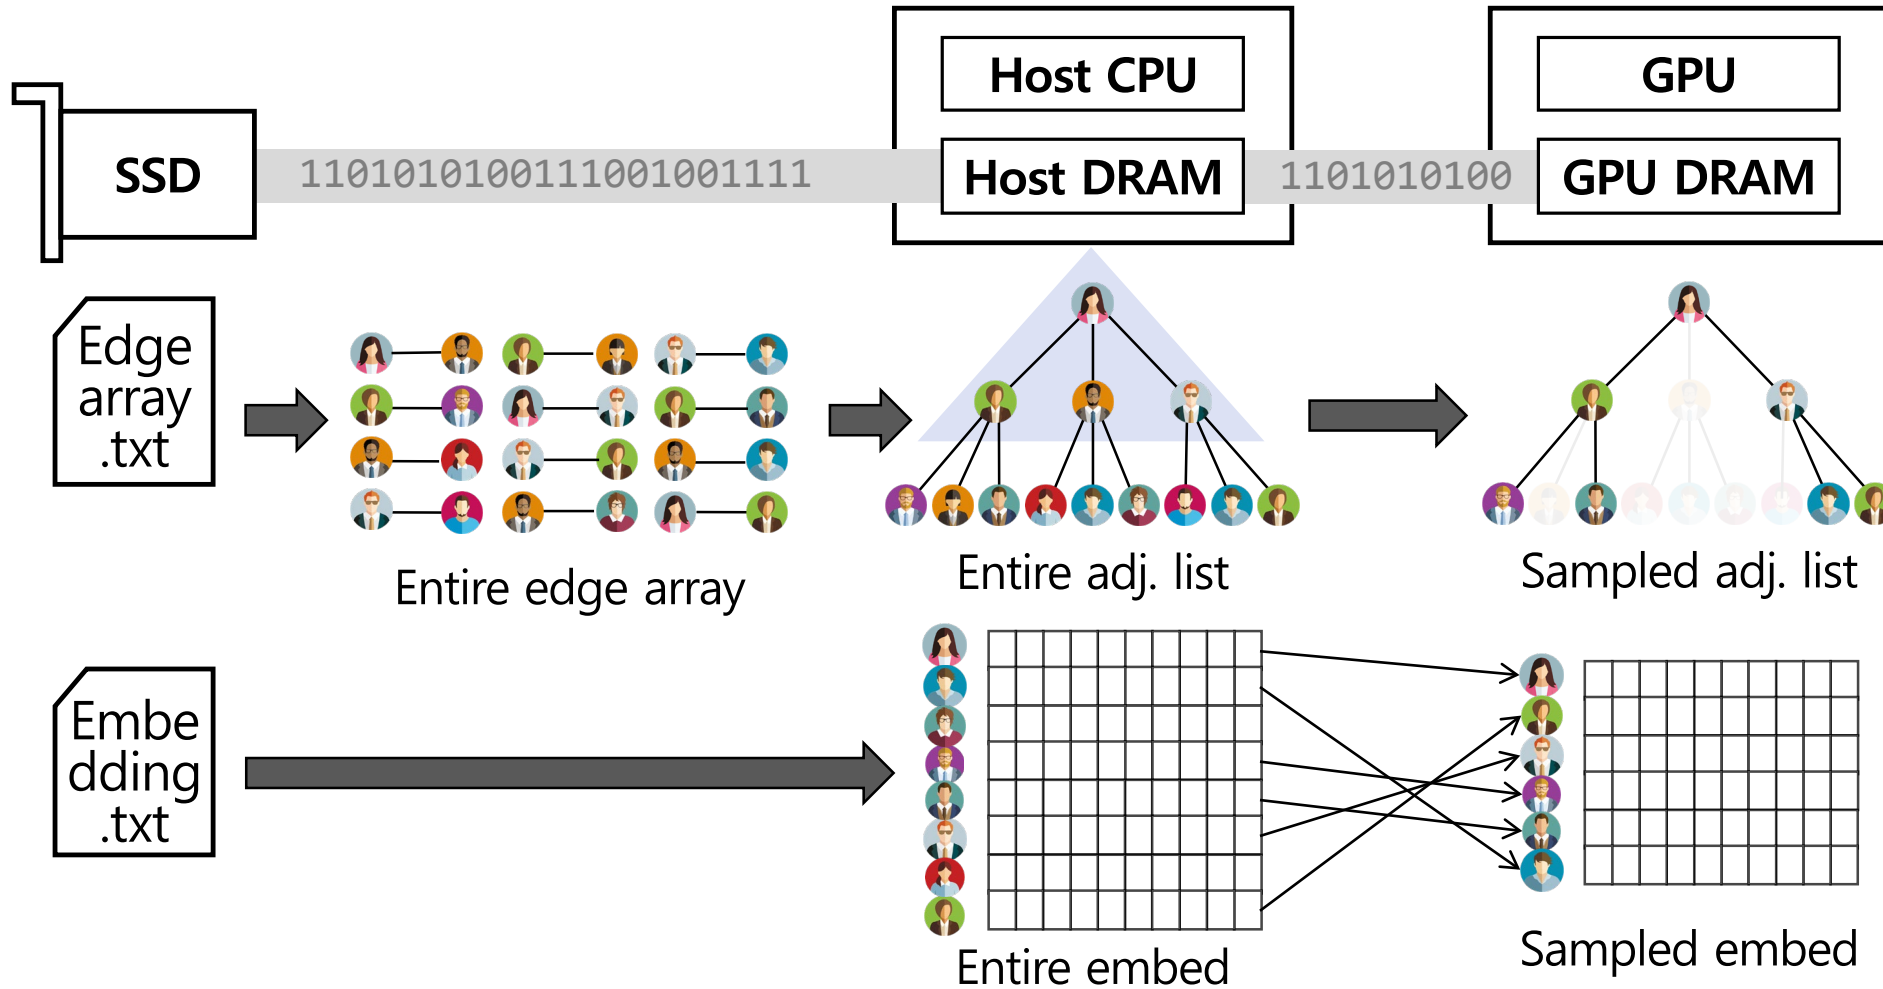 Host CPU
GPU
SSD
1101010100111001001111
Host DRAM
1101010100
GPU DRAM
Edge
array
.txt
Entire edge array
Entire adj. list
Sampled adj. list
Embe
dding
.txt
Entire embed
Sampled embed